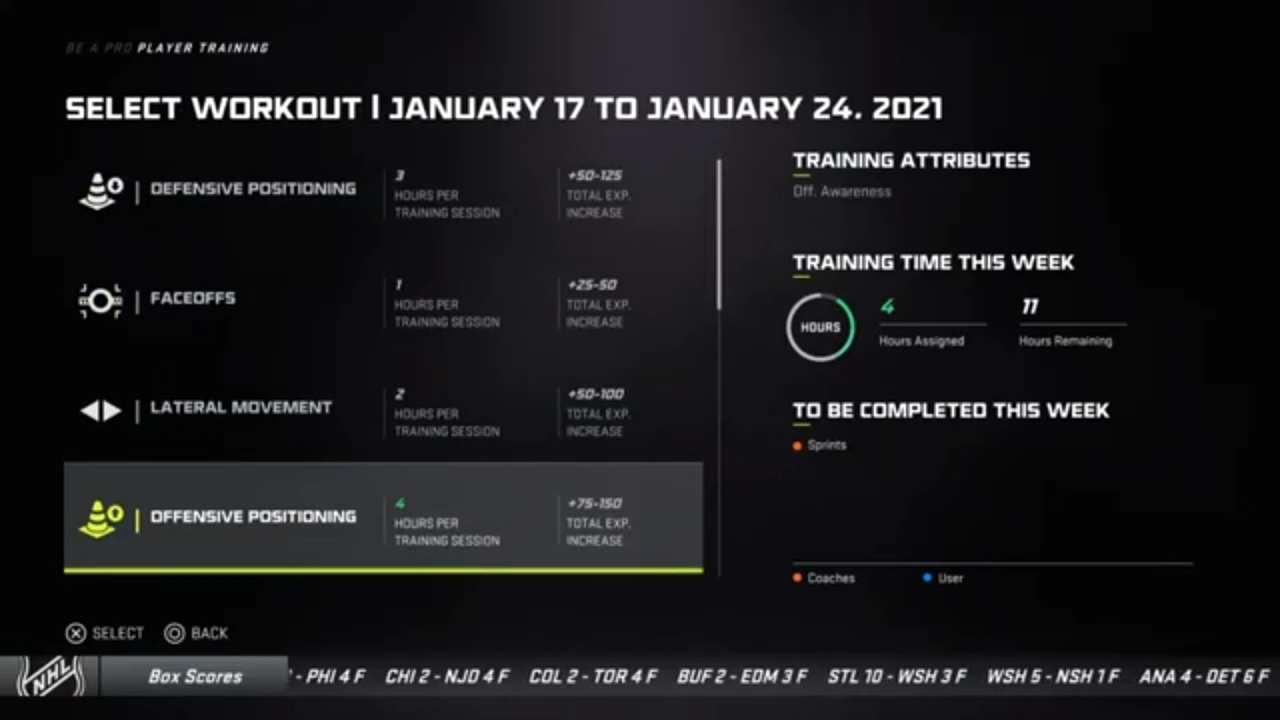 BE A PRO PLAYER TRAINING
SELECT WORKOUT | JANUARY 17 TO JANUARY 24, 2021
DEFENSIVE POSITIONING
3
HOURS PER
TRAINING SESSION
+50-125
TOTAL EXP.
INCREASE
FACEOFFS
1
HOURS PER
TRAINING SESSION
+25-50
TOTAL EXP.
INCREASE
LATERAL MOVEMENT
2
HOURS PER
TRAINING SESSION
+50-100
TOTAL EXP.
INCREASE
OFFENSIVE POSITIONING
4
HOURS PER
TRAINING SESSION
+75-150
TOTAL EXP.
INCREASE
TRAINING ATTRIBUTES
Off. Awareness
TRAINING TIME THIS WEEK
HOURS
4
Hours Assigned
11
Hours Remaining
TO BE COMPLETED THIS WEEK
Sprints
Coaches
User
SELECT
BACK
NHL
Box Scores
- PHI 4 F CHI 2 - NJD 4 F COL 2 - TOR 4 F BUF 2 - EDM 3 F STL 10 - WSH 3 F WSH 5 - NSH 1 F ANA 4 - DET 6 F